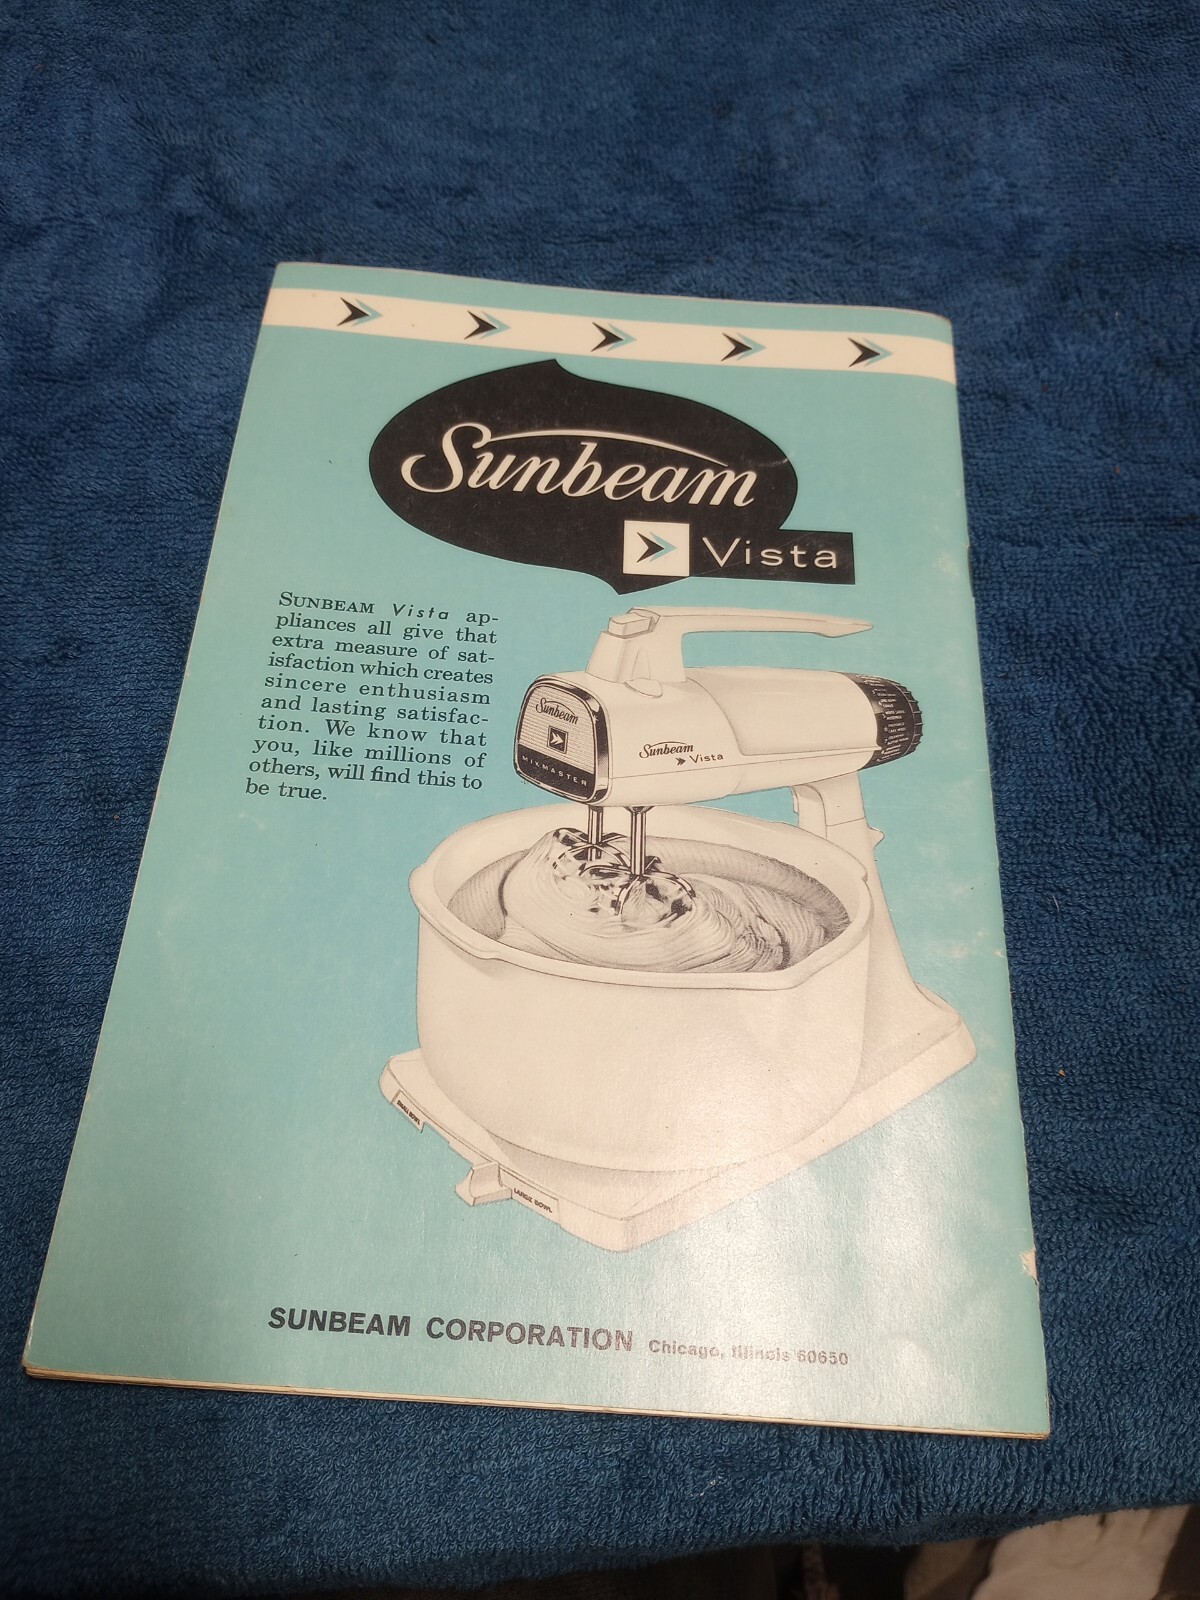 Sunbeam
Vista
SUNBEAM Vista ap-
pliances all give that
extra measure of sat-
isfaction which creates
sincere enthusiasm
and lasting satisfac-
tion. We know that
you, like millions of
others, will find this to
be true.
Sunbeam
MIXMASTER
Sunbeam
Vista
SMALL BOWL
LARGE BOWL
SUNBEAM CORPORATION Chicago, Illinois 60650